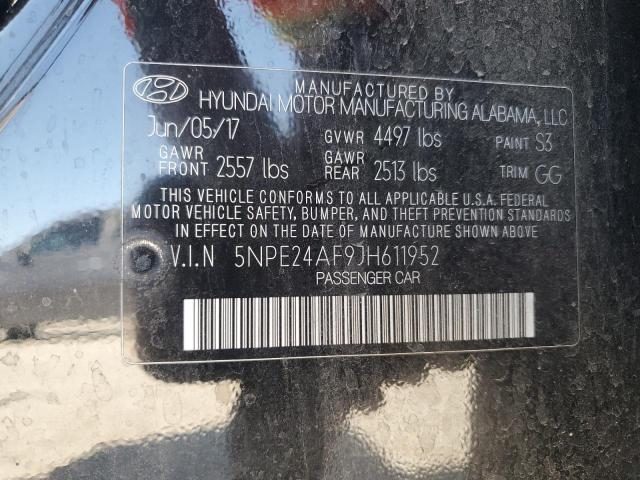 MANUFACTURED BY
HYUNDAI MOTOR MANUFACTURING ALABAMA, LLC
Jun/05/17 GVWR 4497 lbs PAINT S3
GAWR FRONT 2557 lbs GAWR REAR 2513 lbs TRIM GG
THIS VEHICLE CONFORMS TO ALL APPLICABLE U.S.A. FEDERAL
MOTOR VEHICLE SAFETY, BUMPER, AND THEFT PREVENTION STANDARDS
IN EFFECT ON THE DATE OF MANUFACTURE SHOWN ABOVE.
V.I.N 5NPE24AF9JH611952
PASSENGER CAR